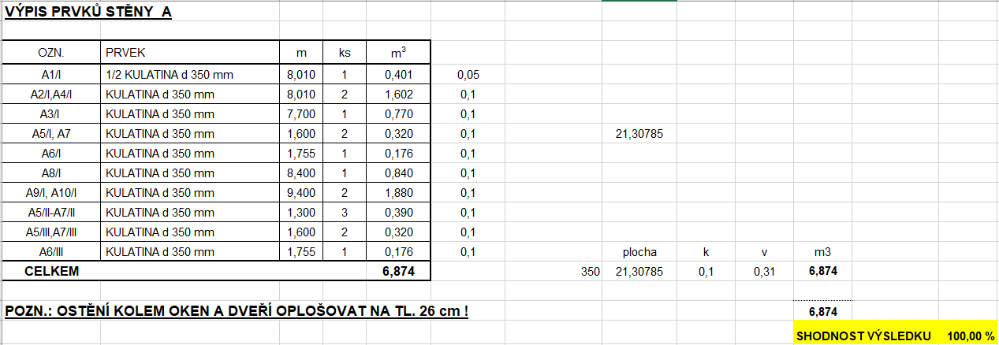 VÝPIS PRVKŮ STĚNY A
OZN. PRVEK m ks m³
A1/I 1/2 KULATINA d 350 mm 8,010 1 0,401 0,05
A2/I,A4/I KULATINA d 350 mm 8,010 2 1,602 0,1
A3/I KULATINA d 350 mm 7,700 1 0,770 0,1
A5/I, A7 KULATINA d 350 mm 1,600 2 0,320 0,1 21,30785
A6/I KULATINA d 350 mm 1,755 1 0,176 0,1
A8/I KULATINA d 350 mm 8,400 1 0,840 0,1
A9/I, A10/I KULATINA d 350 mm 9,400 2 1,880 0,1
A5/II-A7/II KULATINA d 350 mm 1,300 3 0,390 0,1
A5/III,A7/III KULATINA d 350 mm 1,600 2 0,320 0,1
A6/III KULATINA d 350 mm 1,755 1 0,176 0,1 plocha k v m3
CELKEM 6,874 350 21,30785 0,1 0,31 6,874
POZN.: OSTĚNÍ KOLEM OKEN A DVEŘÍ OPLOŠOVAT NA TL. 26 cm ! 6,874
SHODNOST VÝSLEDKU 100,00 %